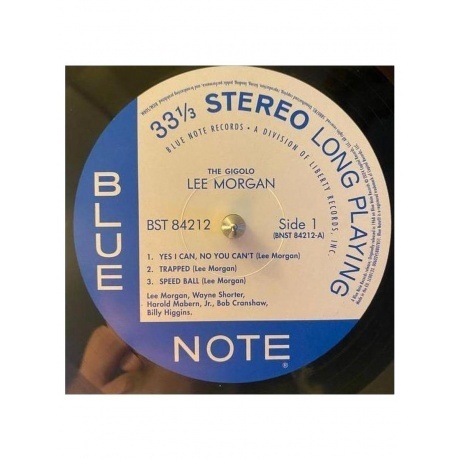 33 1/3 STEREO LONG PLAYING
BLUE NOTE RECORDS • A DIVISION OF LIBERTY RECORDS, INC
THE GIGOLO
LEE MORGAN
BST 84212
Side 1
(BNST 84212-A)
1. YES I CAN, NO YOU CAN'T (Lee Morgan)
2. TRAPPED (Lee Morgan)
3. SPEED BALL (Lee Morgan)
Lee Morgan, Wayne Shorter,
Harold Mabern, Jr., Bob Cranshaw,
Billy Higgins.
BLUE
NOTE®